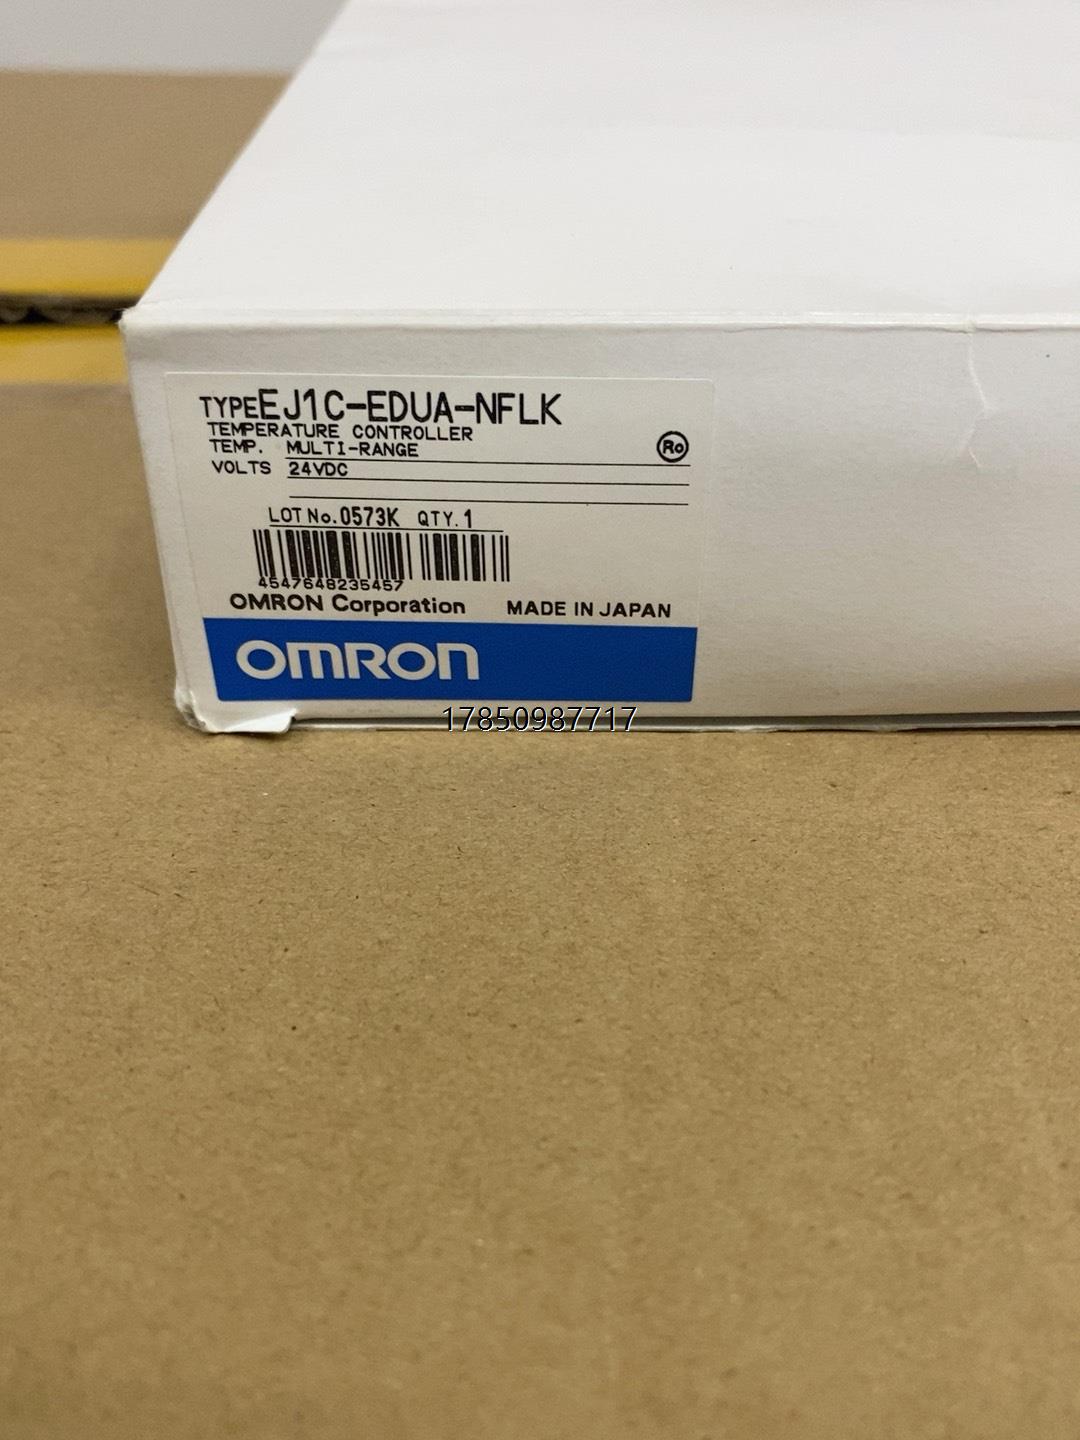 TYPE EJ1C-EDUA-NFLK
TEMPERATURE CONTROLLER
TEMP. MULTI-RANGE
Ro
VOLTS 24VDC
LOT No. 0573K QTY. 1
4547648235457
OMRON Corporation MADE IN JAPAN
OMRON
17850987717